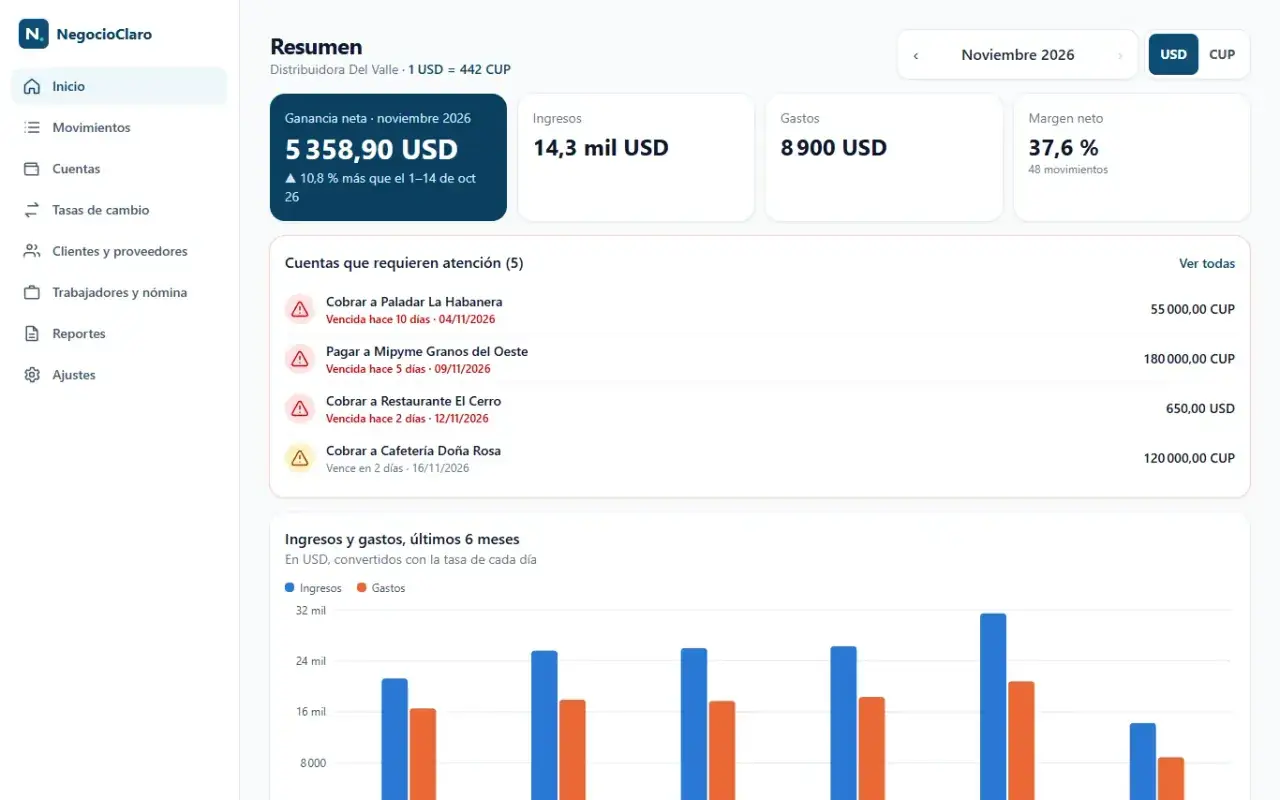 N.
NegocioClaro
Inicio
Movimientos
Cuentas
Tasas de cambio
Clientes y proveedores
Trabajadores y nómina
Reportes
Ajustes
Resumen
Distribuidora Del Valle · 1 USD = 442 CUP
‹ Noviembre 2026 ›
USD CUP
Ganancia neta · noviembre 2026
5 358,90 USD
▲ 10,8 % más que el 1–14 de oct
26
Ingresos
14,3 mil USD
Gastos
8 900 USD
Margen neto
37,6 %
48 movimientos
Cuentas que requieren atención (5)
Ver todas
Cobrar a Paladar La Habanera
Vencida hace 10 días · 04/11/2026
55 000,00 CUP
Pagar a Mipyme Granos del Oeste
Vencida hace 5 días · 09/11/2026
180 000,00 CUP
Cobrar a Restaurante El Cerro
Vencida hace 2 días · 12/11/2026
650,00 USD
Cobrar a Cafetería Doña Rosa
Vence en 2 días · 16/11/2026
120 000,00 CUP
Ingresos y gastos, últimos 6 meses
En USD, convertidos con la tasa de cada día
Ingresos Gastos
32 mil
24 mil
16 mil
8 000